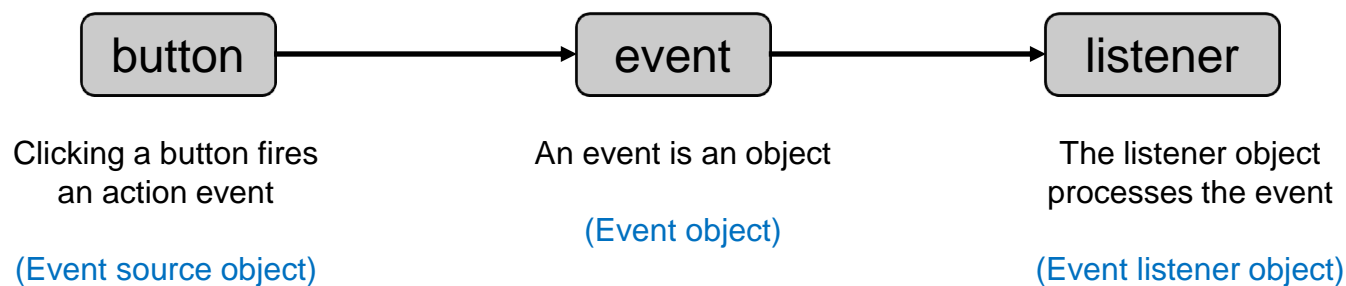 button
event
listener
Clicking a button fires
an action event
(Event source object)
An event is an object
(Event object)
The listener object
processes the event
(Event listener object)